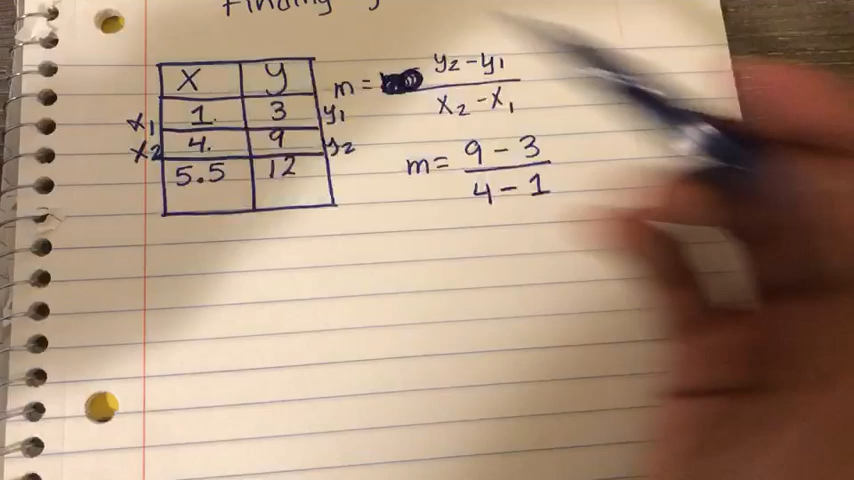 Finding
x y
x1 1. 3 y1
x2 4. 9 y2
5.5 12
m = y2 - y1
x2 - x1
m = 9 - 3
4 - 1